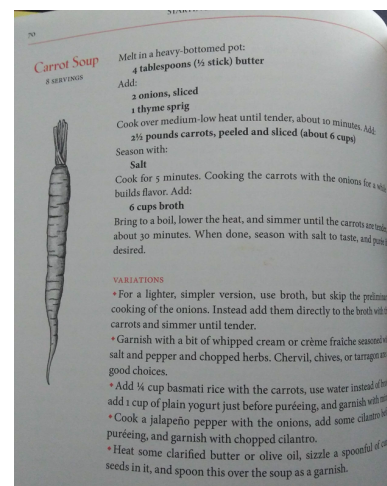 70
Carrot Soup
8 SERVINGS
Melt in a heavy-bottomed pot:
4 tablespoons (½ stick) butter
Add:
2 onions, sliced
1 thyme sprig
Cook over medium-low heat until tender, about 10 minutes. Add:
2½ pounds carrots, peeled and sliced (about 6 cups)
Season with:
Salt
Cook for 5 minutes. Cooking the carrots with the onions for a while
builds flavor. Add:
6 cups broth
Bring to a boil, lower the heat, and simmer until the carrots are tender,
about 30 minutes. When done, season with salt to taste, and purée if
desired.
VARIATIONS
+For a lighter, simpler version, use broth, but skip the preliminary
cooking of the onions. Instead add them directly to the broth with the
carrots and simmer until tender.
+Garnish with a bit of whipped cream or crème fraîche seasoned with
salt and pepper and chopped herbs. Chervil, chives, or tarragon are
good choices.
+Add ¼ cup basmati rice with the carrots, use water instead of
add 1 cup of plain yogurt just before puréeing, and garnish with
+Cook a jalapeño pepper with the onions, add some cilantro
puréeing, and garnish with chopped cilantro.
+Heat some clarified butter or olive oil, sizzle a spoonful of
seeds in it, and spoon this over the soup as a garnish.